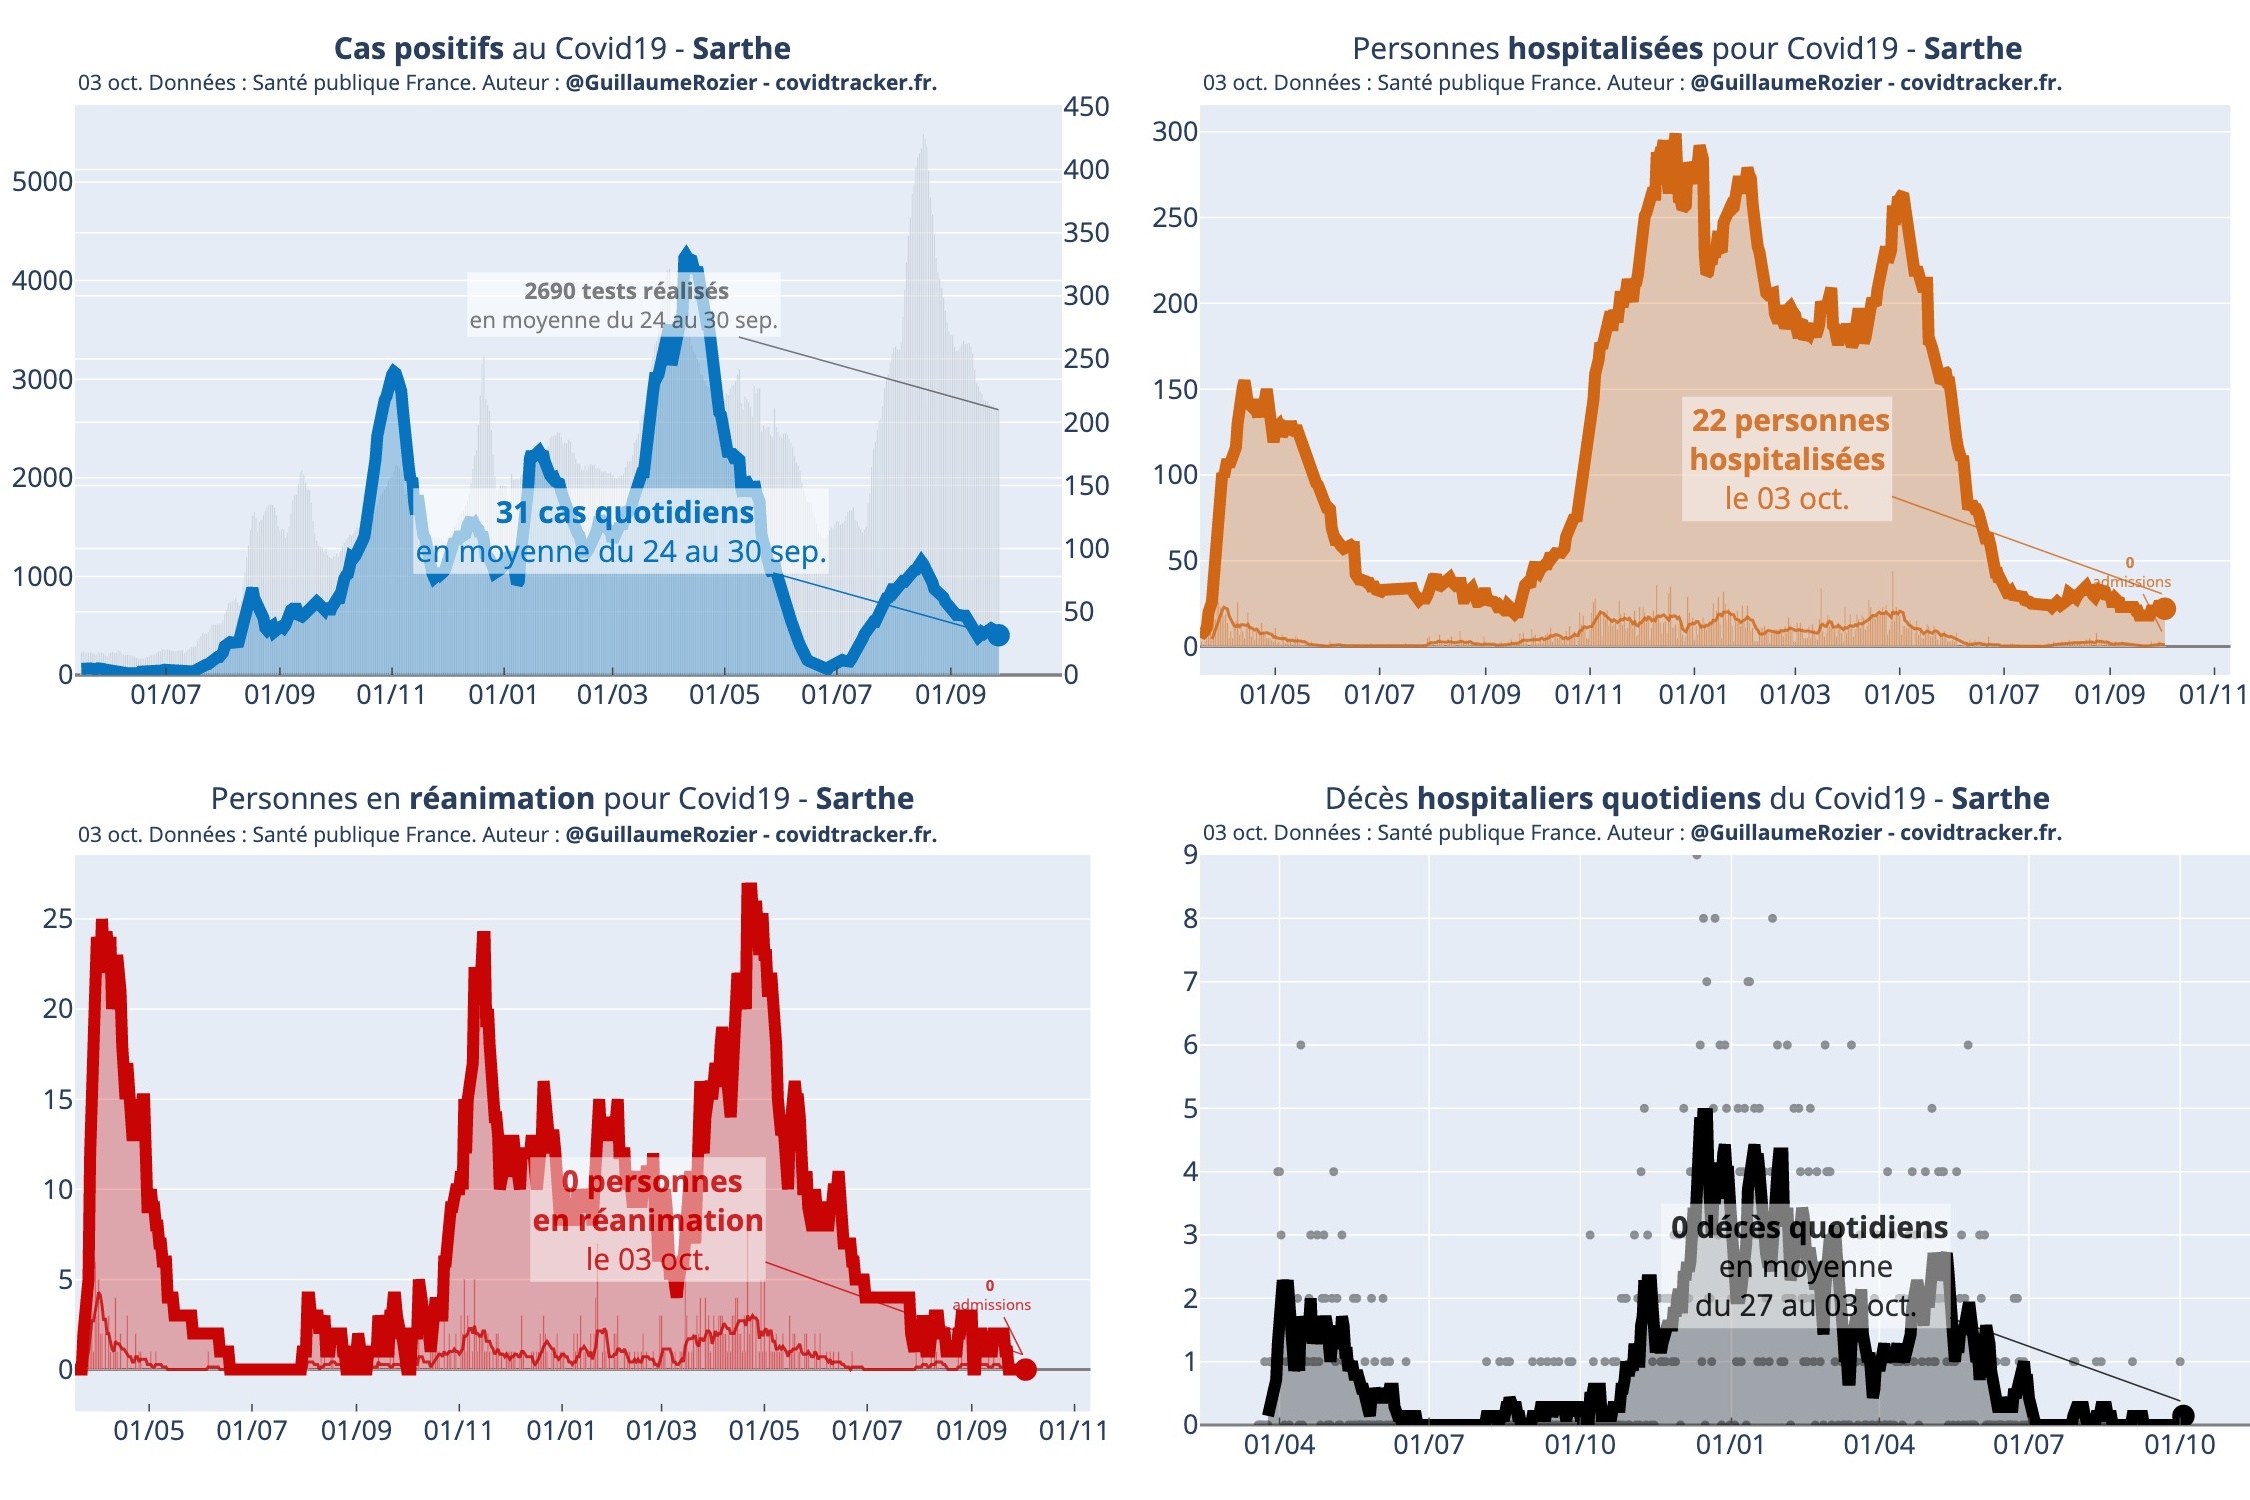 Cas positifs au Covid19 - Sarthe
03 oct. Données : Santé publique France. Auteur : @GuillaumeRozier - covidtracker.fr.
5000
4000
3000
2000
1000
0
450
400
350
300
250
200
150
100
50
0
2690 tests réalisés
en moyenne du 24 au 30 sep.
31 cas quotidiens
en moyenne du 24 au 30 sep.
01/07 01/09 01/11 01/01 01/03 01/05 01/07 01/09
Personnes hospitalisées pour Covid19 - Sarthe
03 oct. Données : Santé publique France. Auteur : @GuillaumeRozier - covidtracker.fr.
300
250
200
150
100
50
0
22 personnes
hospitalisées
le 03 oct.
0
admissions
01/05 01/07 01/09 01/11 01/01 01/03 01/05 01/07 01/09 01/11
Personnes en réanimation pour Covid19 - Sarthe
03 oct. Données : Santé publique France. Auteur : @GuillaumeRozier - covidtracker.fr.
25
20
15
10
5
0
0 personnes
en réanimation
le 03 oct.
0
admissions
01/05 01/07 01/09 01/11 01/01 01/03 01/05 01/07 01/09 01/11
Décès hospitaliers quotidiens du Covid19 - Sarthe
03 oct. Données : Santé publique France. Auteur : @GuillaumeRozier - covidtracker.fr.
9
8
7
6
5
4
3
2
1
0
0 décès quotidiens
en moyenne
du 27 au 03 oct.
01/04 01/07 01/10 01/01 01/04 01/07 01/10